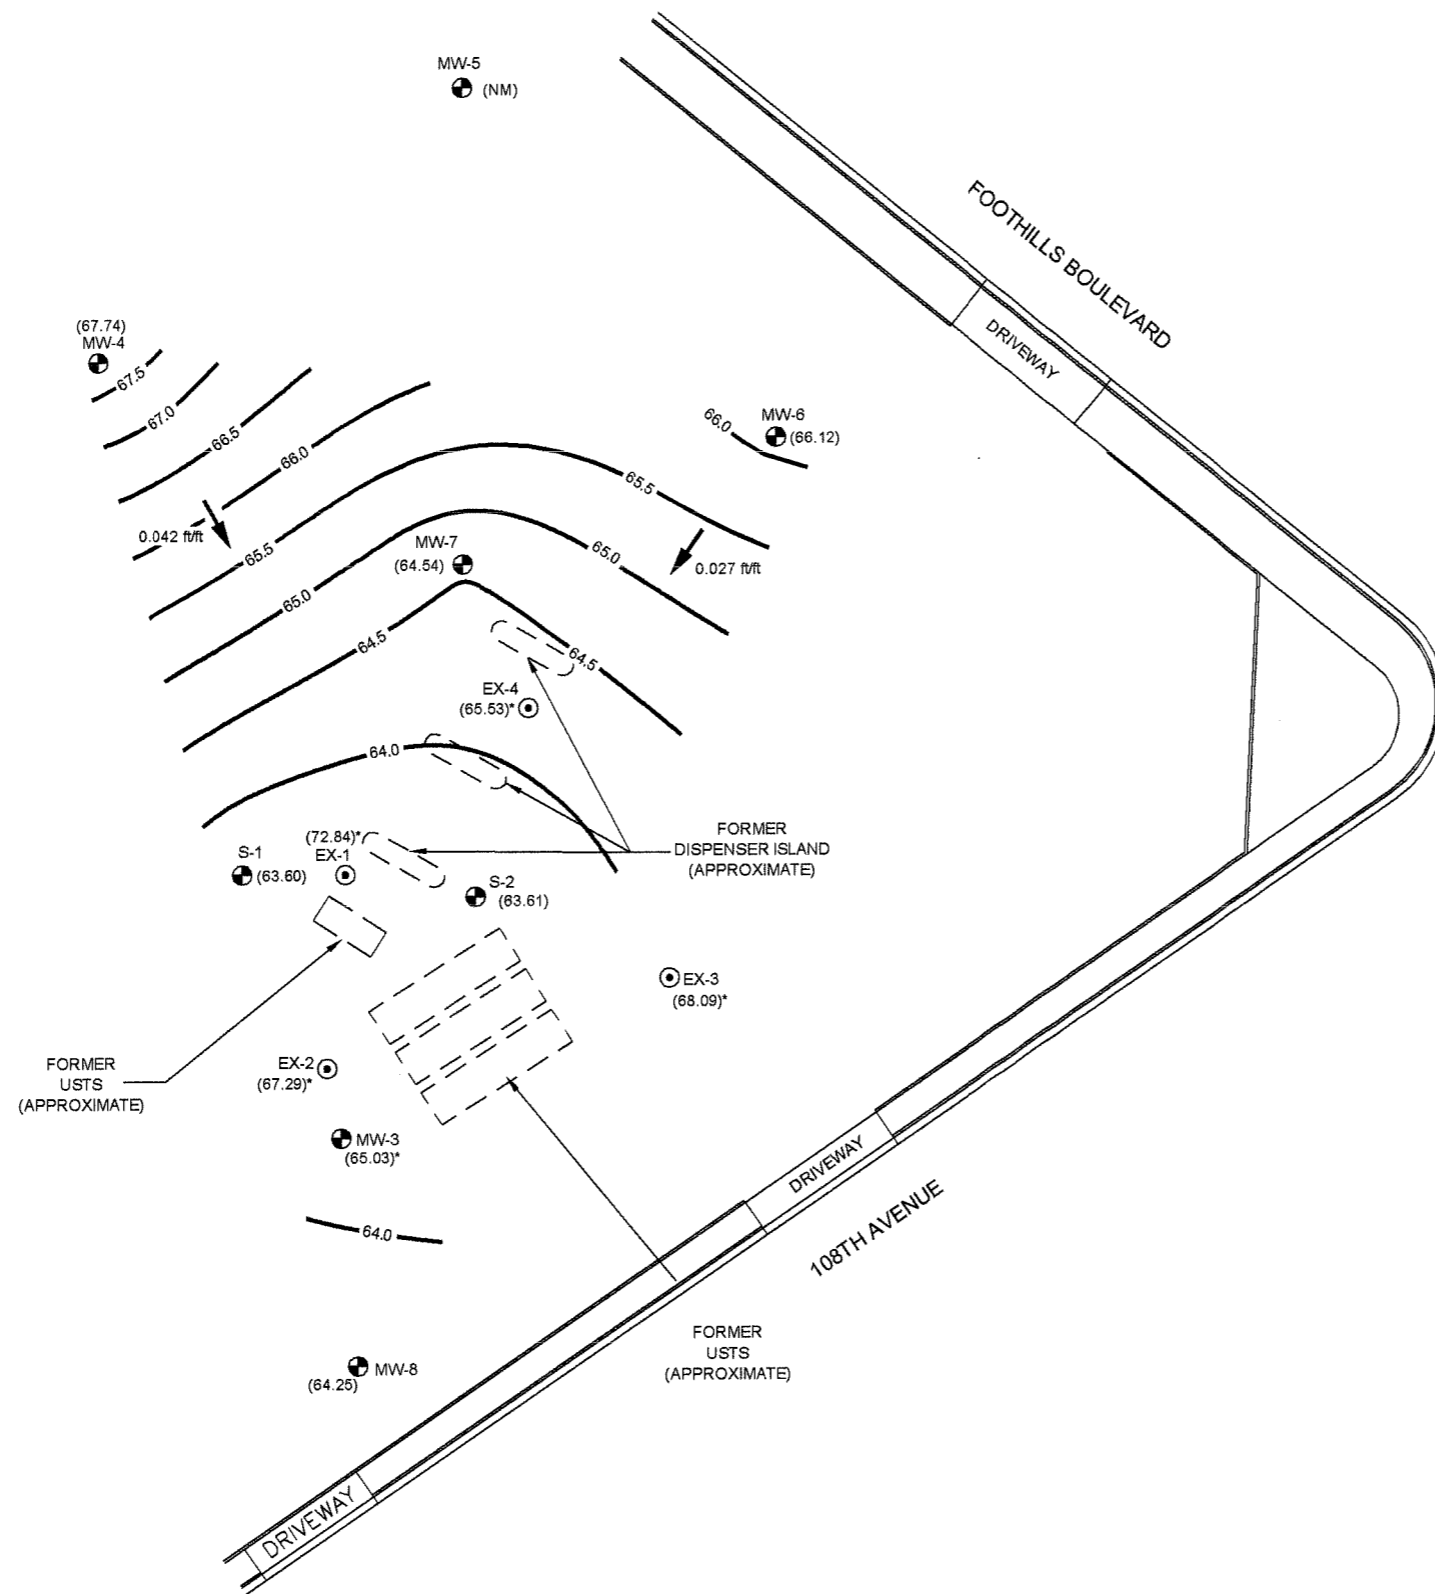 MW-5
(NM)
FOOTHILLS BOULEVARD
DRIVEWAY
(67.74)
MW-4
67.5
67.0
66.5
66.0
66.0
MW-6
(66.12)
65.5
65.5
0.042 ft/ft
0.027 ft/ft
MW-7
(64.54)
65.0
65.0
64.5
64.5
EX-4
(65.53)*
64.0
(72.84)*
EX-1
S-1
(63.60)
S-2
(63.61)
FORMER
DISPENSER ISLAND
(APPROXIMATE)
EX-3
(68.09)*
FORMER
USTS
(APPROXIMATE)
EX-2
(67.29)*
MW-3
(65.03)*
64.0
DRIVEWAY
108TH AVENUE
FORMER
USTS
(APPROXIMATE)
MW-8
(64.25)
DRIVEWAY